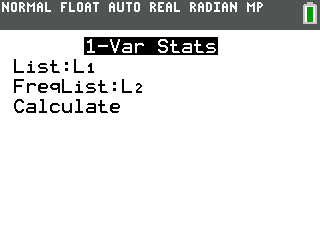 NORMAL FLOAT AUTO REAL RADIAN MP
1-Var Stats
List:L₁
FreqList:L₂
Calculate